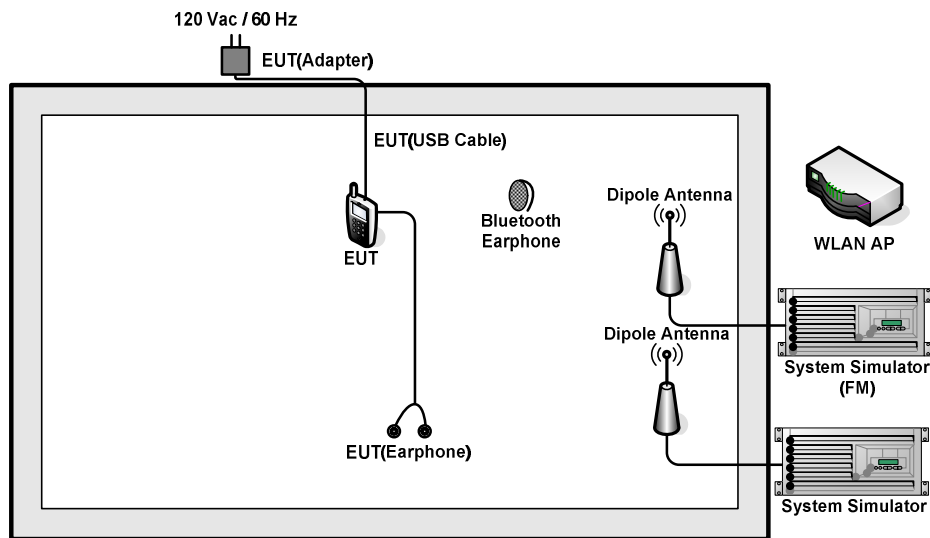 120 Vac / 60 Hz
EUT(Adapter)
EUT(USB Cable)
EUT
Bluetooth
Earphone
Dipole Antenna
WLAN AP
Dipole Antenna
System Simulator
(FM)
EUT(Earphone)
System Simulator